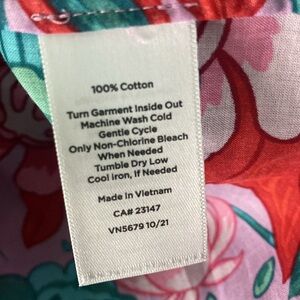 100% Cotton
Turn Garment Inside Out
Machine Wash Cold
Gentle Cycle
Only Non-Chlorine Bleach
When Needed
Tumble Dry Low
Cool iron, If Needed
Made in Vietnam
CA# 23147
VN5679 10/21